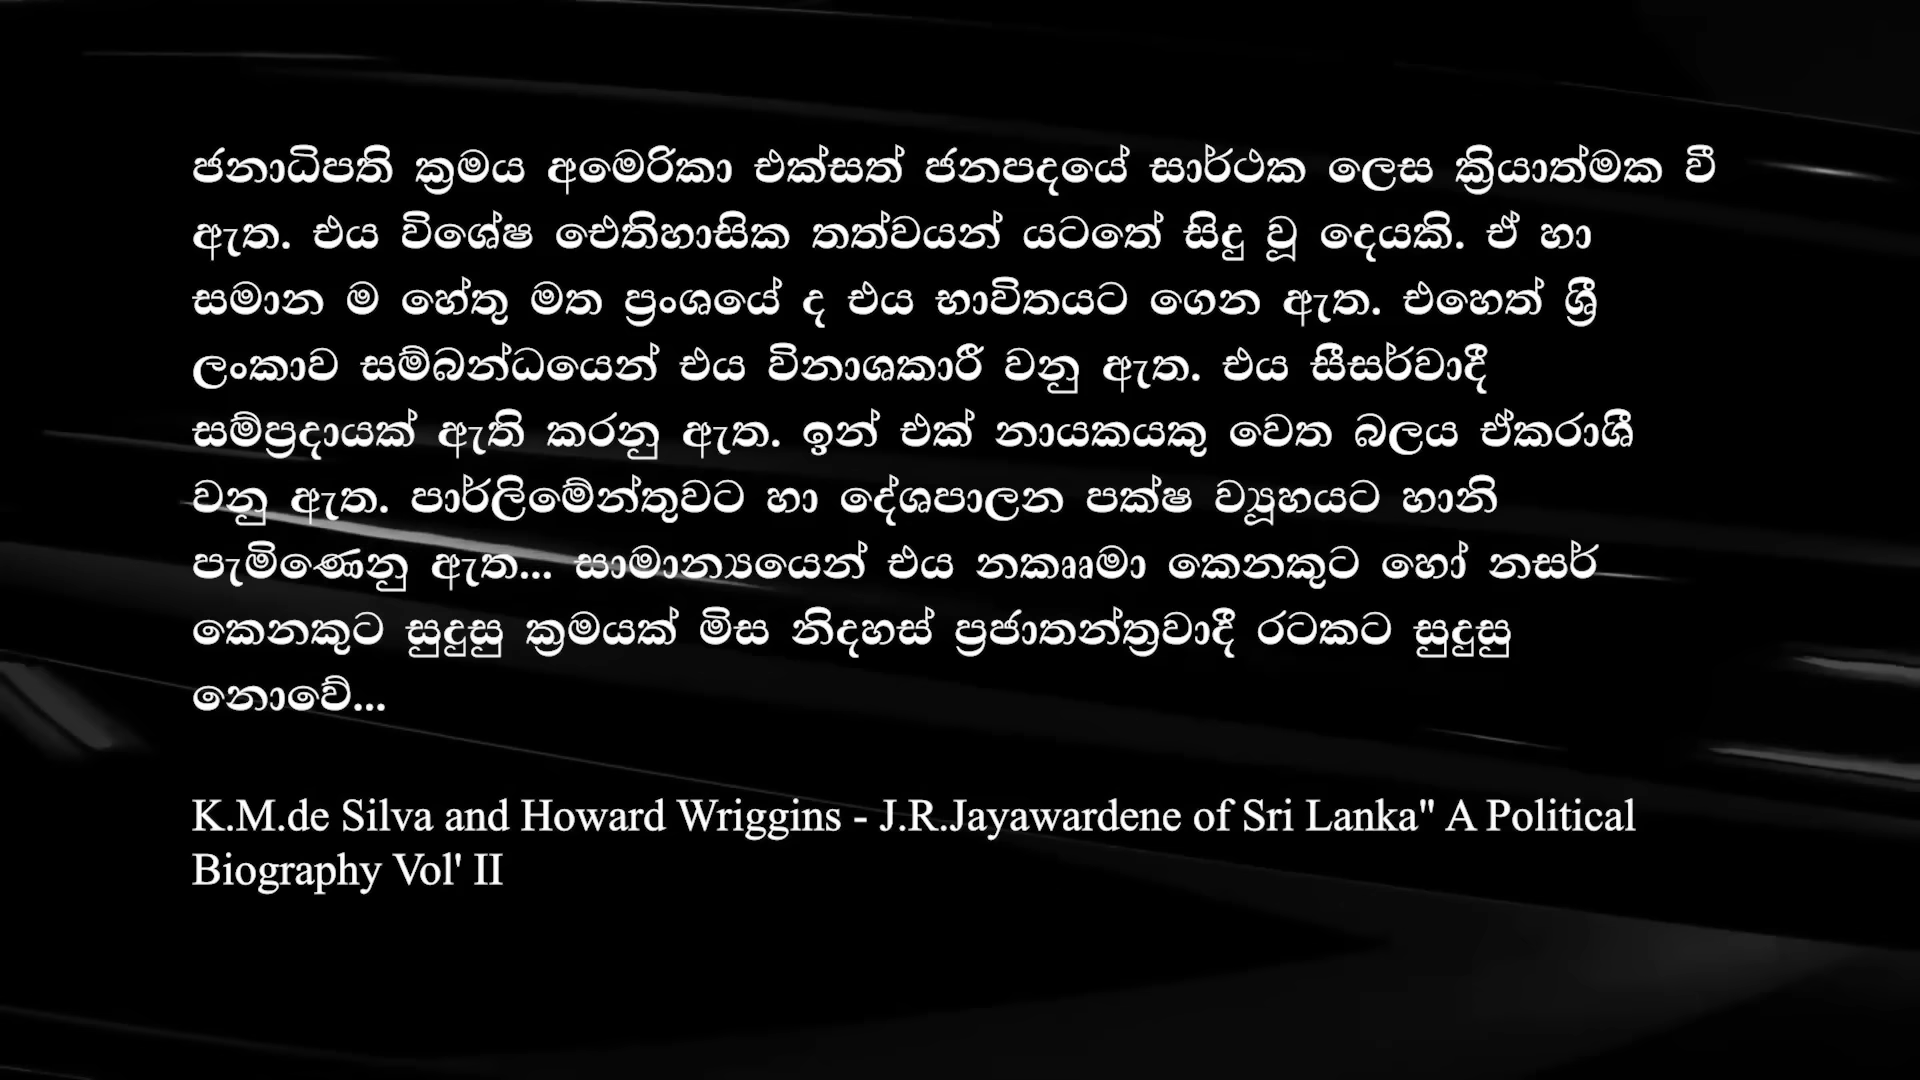 ජනාධිපති ක්‍රමය අමෙරිකා එක්සත් ජනපදයේ සාර්ථක ලෙස ක්‍රියාත්මක වී
ඇත. එය විශේෂ ඓතිහාසික තත්වයන් යටතේ සිදු වූ දෙයකි. ඒ හා
සමාන ම හේතු මත ප්‍රංශයේ ද එය භාවිතයට ගෙන ඇත. එහෙත් ශ්‍රී
ලංකාව සම්බන්ධයෙන් එය විනාශකාරී වනු ඇත. එය සීසර්වාදී
සම්ප්‍රදායක් ඇති කරනු ඇත. ඉන් එක් නායකයකු වෙත බලය ඒකරාශී
වනු ඇත. පාර්ලිමේන්තුවට හා දේශපාලන පක්ෂ ව්‍යූහයට හානි
පැමිණෙනු ඇත... සාමාන්‍යයෙන් එය නකෲෘමා කෙනකුට හෝ නසර්
කෙනකුට සුදුසු ක්‍රමයක් මිස නිදහස් ප්‍රජාතන්ත්‍රවාදී රටකට සුදුසු
නොවේ...
K.M.de Silva and Howard Wriggins - J.R.Jayawardene of Sri Lanka" A Political
Biography Vol' II